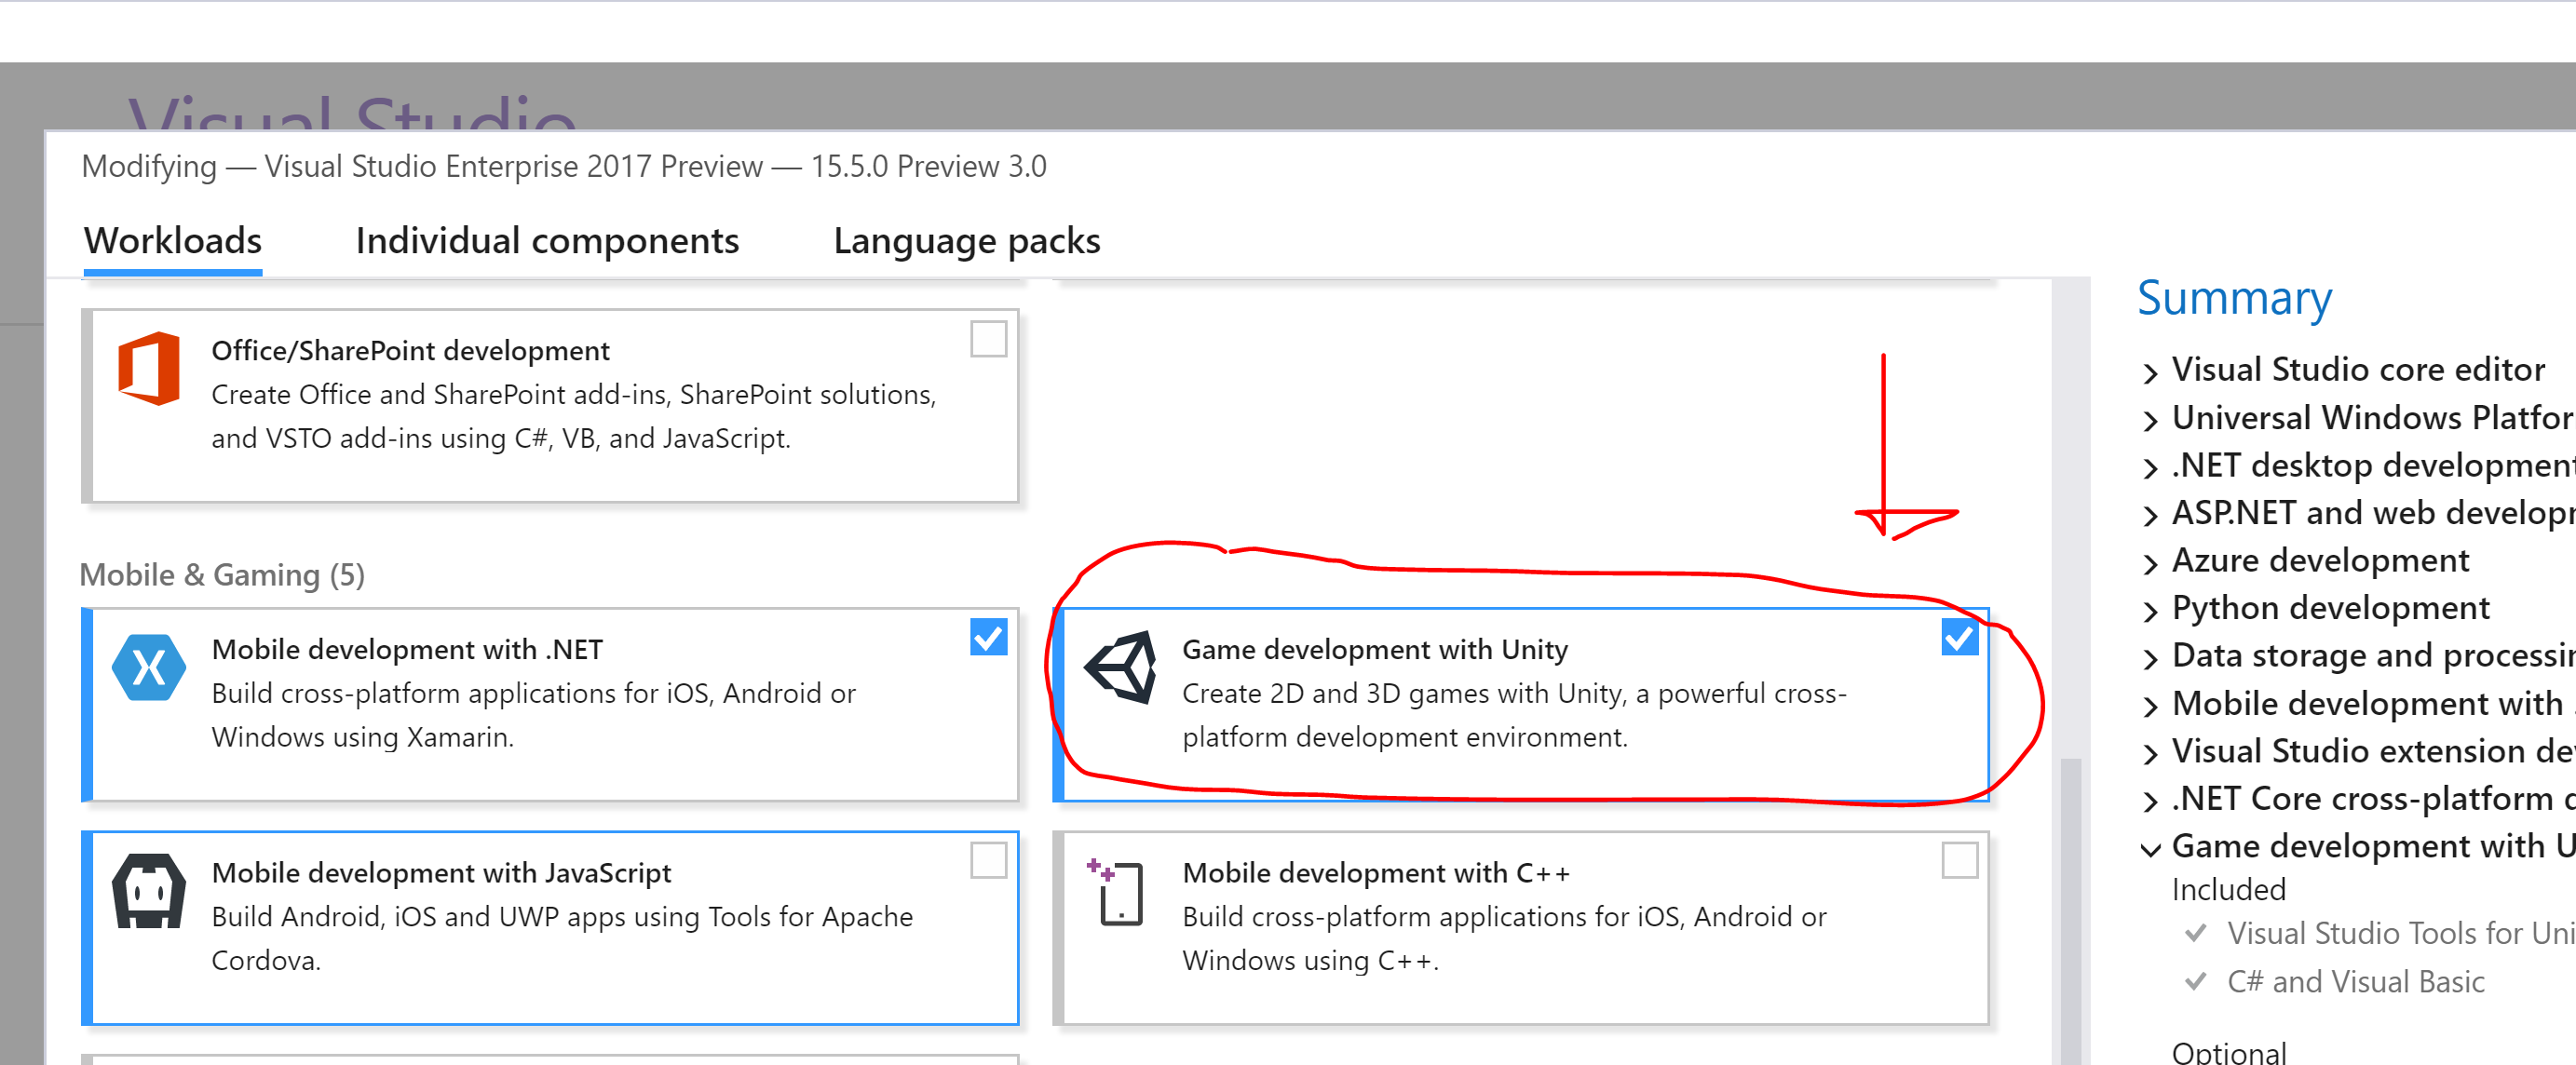 Visual Studio
Modifying — Visual Studio Enterprise 2017 Preview — 15.5.0 Preview 3.0
Workloads
Individual components
Language packs
Office/SharePoint development
Create Office and SharePoint add-ins, SharePoint solutions,
and VSTO add-ins using C#, VB, and JavaScript.
Mobile & Gaming (5)
Mobile development with .NET
Build cross-platform applications for iOS, Android or
Windows using Xamarin.
Game development with Unity
Create 2D and 3D games with Unity, a powerful cross-
platform development environment.
Mobile development with JavaScript
Build Android, iOS and UWP apps using Tools for Apache
Cordova.
Mobile development with C++
Build cross-platform applications for iOS, Android or
Windows using C++.
Summary
Visual Studio core editor
Universal Windows Platfor
.NET desktop development
ASP.NET and web develop
Azure development
Python development
Data storage and processin
Mobile development with
Visual Studio extension de
.NET Core cross-platform
Game development with U
Included
Visual Studio Tools for Uni
C# and Visual Basic
Optional